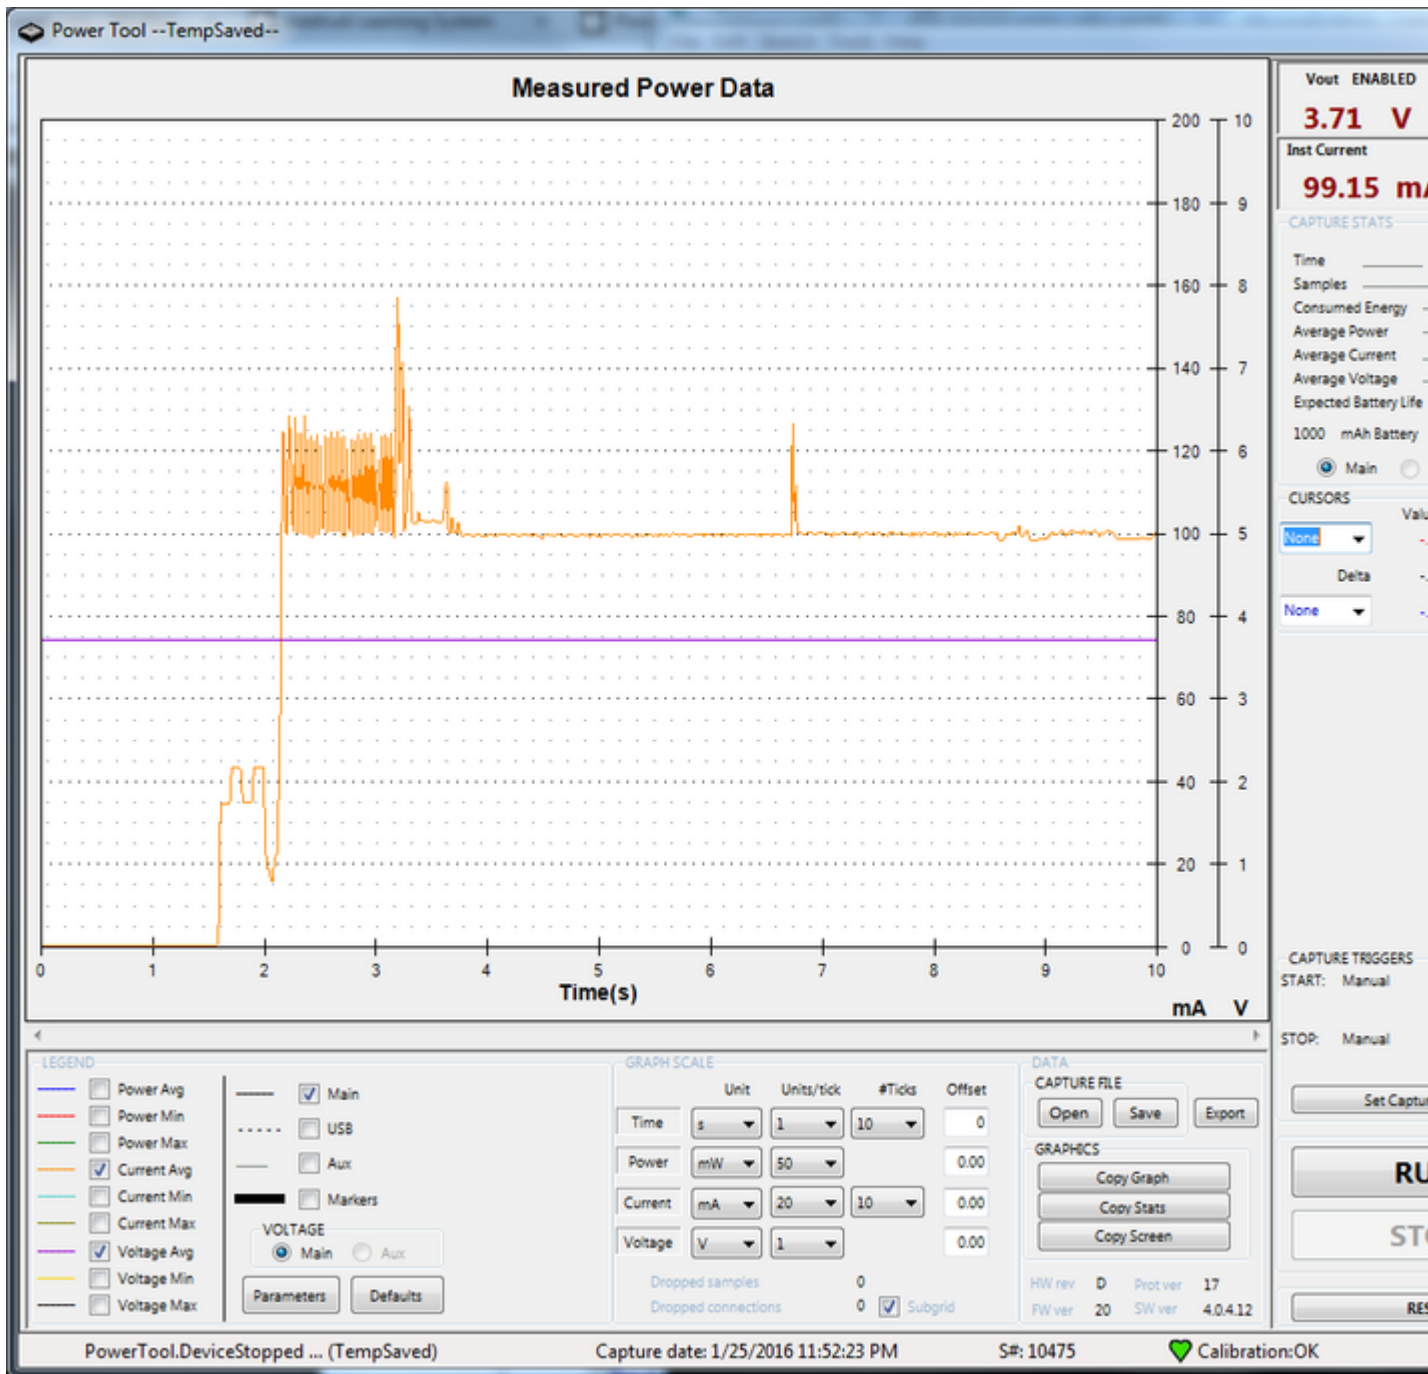 Power Tool --TempSaved--
Measured Power Data
200 10
180 9
160 8
140 7
120 6
100 5
80 4
60 3
40 2
20 1
0 0
0 1 2 3 4 5 6 7 8 9 10
Time(s)
mA V
Vout ENABLED
3.71 V
Inst Current
99.15 mA
CAPTURE STATS
Time
Samples
Consumed Energy
Average Power
Average Current
Average Voltage
Expected Battery Life
1000 mAh Battery
Main
CURSORS
Valu
None
Delta
None
CAPTURE TRIGGERS
START: Manual
STOP: Manual
Set Captur
RU
STO
RES
LEGEND
Power Avg
Power Min
Power Max
Current Avg
Current Min
Current Max
Voltage Avg
Voltage Min
Voltage Max
Main
USB
Aux
Markers
VOLTAGE
Main Aux
Parameters Defaults
GRAPH SCALE
Unit Units/tick #Ticks Offset
Time s 1 10 0
Power mW 50 0.00
Current mA 20 10 0.00
Voltage V 1 0.00
Dropped samples 0
Dropped connections 0 Subgrid
DATA
CAPTURE FILE
Open Save Export
GRAPHICS
Copy Graph
Copy Stats
Copy Screen
HW rev D Prot ver 17
FW ver 20 SW ver 4.0.4.12
PowerTool.DeviceStopped ... (TempSaved) Capture date: 1/25/2016 11:52:23 PM S#: 10475 Calibration:OK